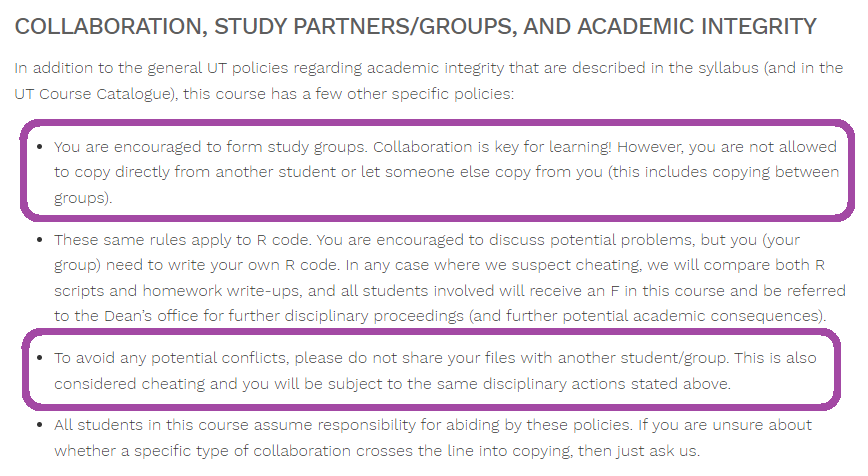 COLLABORATION, STUDY PARTNERS/GROUPS, AND ACADEMIC INTEGRITY
In addition to the general UT policies regarding academic integrity that are described in the syllabus (and in the
UT Course Catalogue), this course has a few other specific policies:
• You are encouraged to form study groups. Collaboration is key for learning! However, you are not allowed
to copy directly from another student or let someone else copy from you (this includes copying between
groups).
• These same rules apply to R code. You are encouraged to discuss potential problems, but you (your
group) need to write your own R code. In any case where we suspect cheating, we will compare both R
scripts and homework write-ups, and all students involved will receive an F in this course and be referred
to the Dean's office for further disciplinary proceedings (and further potential academic consequences).
• To avoid any potential conflicts, please do not share your files with another student/group. This is also
considered cheating and you will be subject to the same disciplinary actions stated above.
• All students in this course assume responsibility for abiding by these policies. If you are unsure about
whether a specific type of collaboration crosses the line into copying, then just ask us.